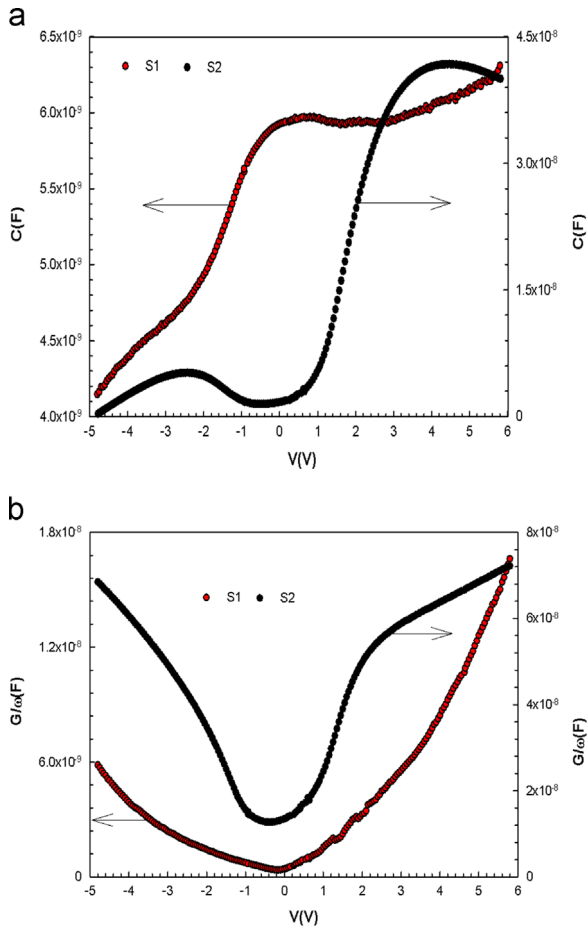 a
6.5x10⁻⁹
6.0x10⁻⁹
5.5x10⁻⁹
5.0x10⁻⁹
4.5x10⁻⁹
4.0x10⁻⁹
C(F)
S1 S2
4.5x10⁻⁸
3.0x10⁻⁸
1.5x10⁻⁸
0
C(F)
-5 -4 -3 -2 -1 0 1 2 3 4 5 6
V(V)
b
1.8x10⁻⁸
1.2x10⁻⁸
6.0x10⁻⁹
0
G/ω(F)
S1 S2
8x10⁻⁸
6x10⁻⁸
4x10⁻⁸
2x10⁻⁸
0
G/ω(F)
-5 -4 -3 -2 -1 0 1 2 3 4 5 6
V(V)